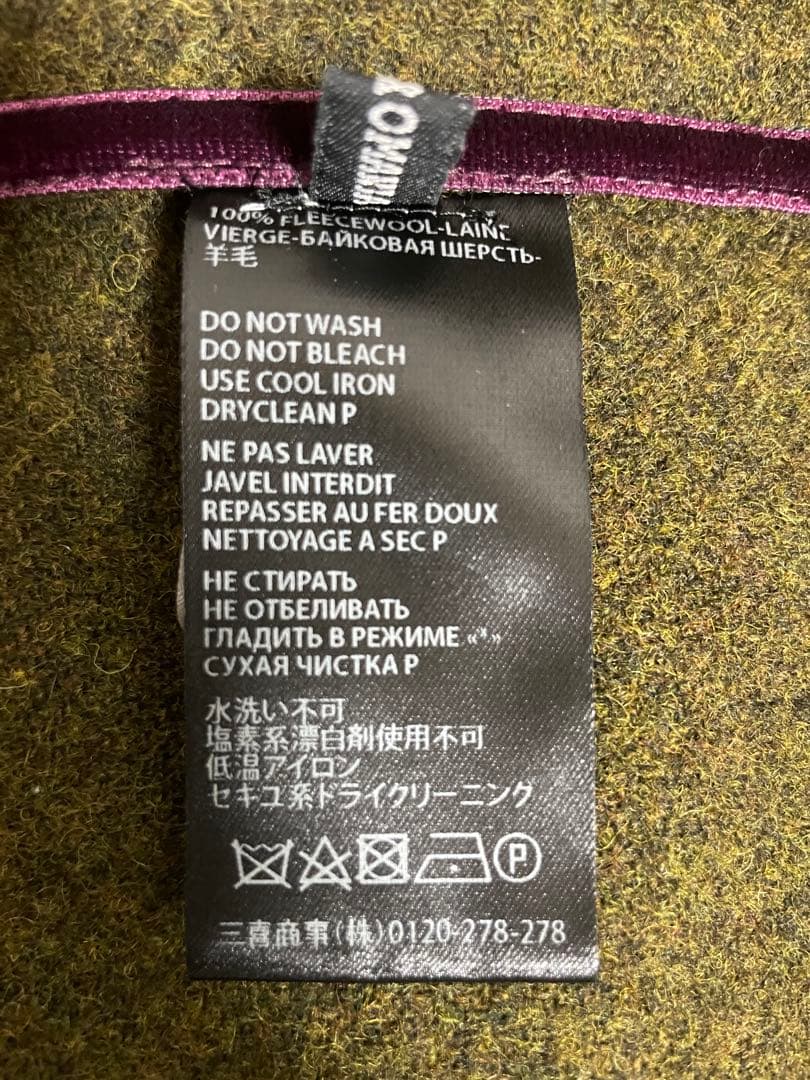 100% FLEECEWOOL-LAINE
VIERGE-БАЙКОВАЯ ШЕРСТЬ-
羊毛
DO NOT WASH
DO NOT BLEACH
USE COOL IRON
DRYCLEAN P
NE PAS LAVER
JAVEL INTERDIT
REPASSER AU FER DOUX
NETTOYAGE A SEC P
НЕ СТИРАТЬ
НЕ ОТБЕЛИВАТЬ
ГЛАДИТЬ В РЕЖИМЕ «*»
СУХАЯ ЧИСТКА Р
水洗い不可
塩素系漂白剤使用不可
低温アイロン
セキユ系ドライクリーニング
P
三喜商事(株)0120-278-278